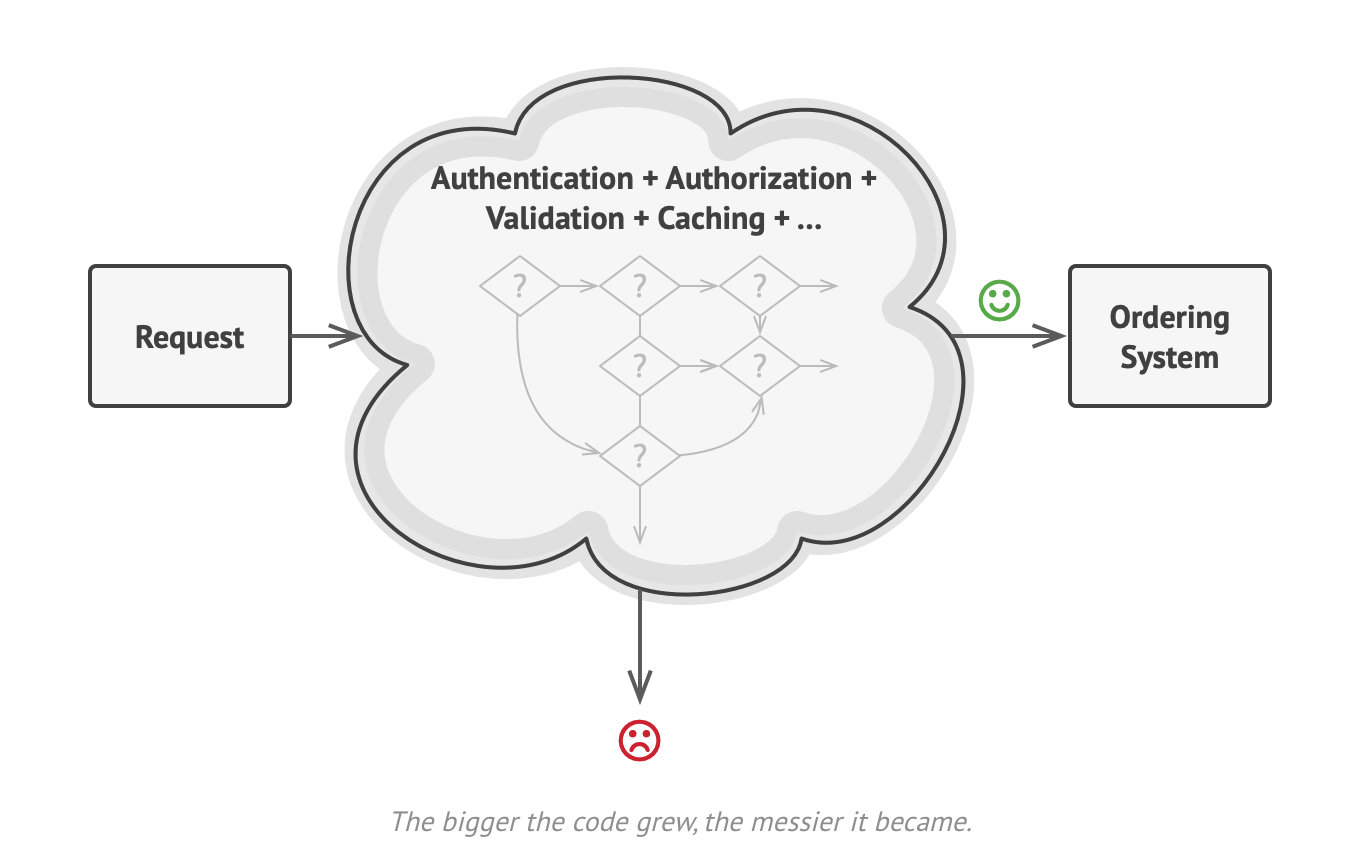 Authentication + Authorization +
Validation + Caching + ...
? ? ?
Request
Ordering
System
? ?
?
The bigger the code grew, the messier it became.